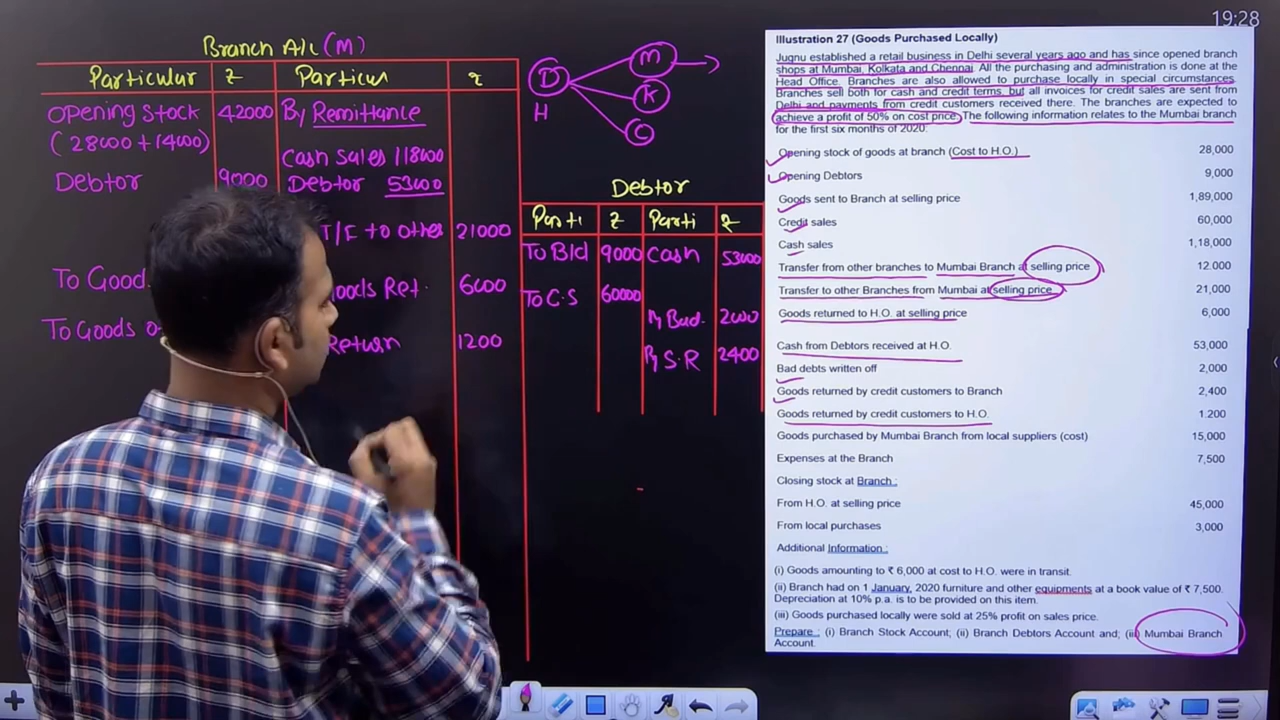 19:28
Branch A/c (M)
Particular ₹ Particus ₹
Opening Stock 42000 By Remittance
(28000+14000)
Cash Sales 118000
Debtor 9000 Debtor 53000
T/F to other 21000
To Good
oods Ret. 6000
To Goods
Return 1200
D
H
M
K
C
Debtor
Parti ₹ Parti ₹
To Bld 9000 Cash 53000
To C.S 60000
By Bad. 2000
By S.R 2400
Illustration 27 (Goods Purchased Locally)
Jugnu established a retail business in Delhi several years ago and has since opened branch
shops at Mumbai, Kolkata and Chennai. All the purchasing and administration is done at the
Head Office. Branches are also allowed to purchase locally in special circumstances.
Branches sell both for cash and credit terms, but all invoices for credit sales are sent from
Delhi and payments from credit customers received there. The branches are expected to
achieve a profit of 50% on cost price. The following information relates to the Mumbai branch
for the first six months of 2020.
Opening stock of goods at branch (Cost to H.O.) 28,000
Opening Debtors 9,000
Goods sent to Branch at selling price 1,89,000
Credit sales 60,000
Cash sales 1,18,000
Transfer from other branches to Mumbai Branch at selling price 12.000
Transfer to other Branches from Mumbai at selling price 21,000
Goods returned to H.O. at selling price 6,000
Cash from Debtors received at H.O. 53,000
Bad debts written off 2,000
Goods returned by credit customers to Branch 2,400
Goods returned by credit customers to H.O. 1.200
Goods purchased by Mumbai Branch from local suppliers (cost) 15,000
Expenses at the Branch 7,500
Closing stock at Branch :
From H.O. at selling price 45,000
From local purchases 3,000
Additional Information :
(i) Goods amounting to ₹ 6,000 at cost to H.O. were in transit.
(ii) Branch had on 1 January, 2020 furniture and other equipments at a book value of ₹ 7,500.
Depreciation at 10% p.a. is to be provided on this item.
(iii) Goods purchased locally were sold at 25% profit on sales price.
Prepare : (i) Branch Stock Account; (ii) Branch Debtors Account and; (iii) Mumbai Branch
Account.